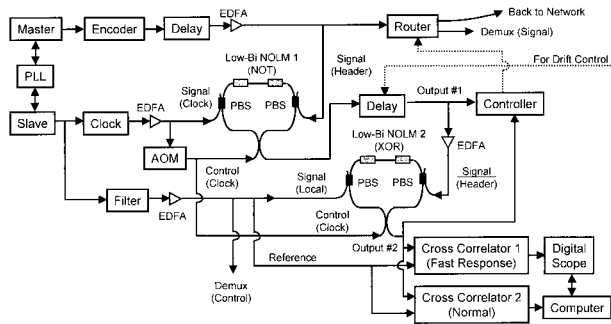 Master
Encoder
Delay
EDFA
Router
Back to Network
Demux (Signal)
PLL
Low-Bi NOLM 1
(NOT)
Signal
(Header)
For Drift Control
Signal
(Clock)
PBS
PBS
Slave
Clock
EDFA
Delay
Output #1
Controller
AOM
Low-Bi NOLM 2
(XOR)
EDFA
Control
(Clock)
Signal
(Local)
PBS
PBS
Signal
(Header)
Filter
EDFA
Control
(Clock)
Output #2
Reference
Demux
(Control)
Cross Correlator 1
(Fast Response)
Digital
Scope
Cross Correlator 2
(Normal)
Computer